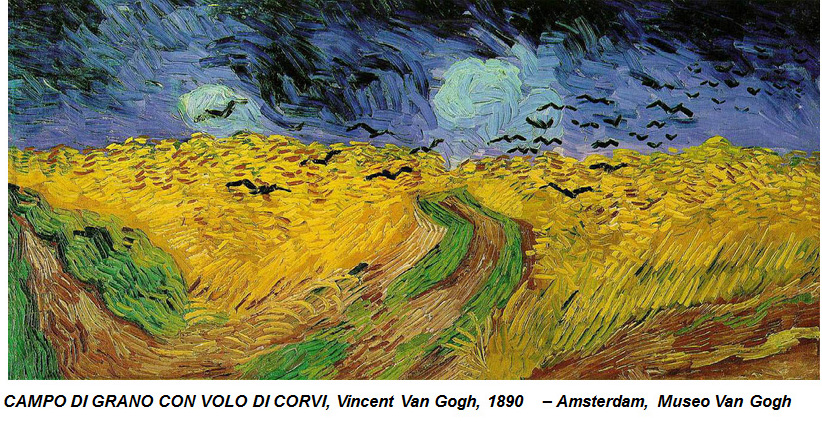 CAMPO DI GRANO CON VOLO DI CORVI, Vincent Van Gogh, 1890 – Amsterdam, Museo Van Gogh